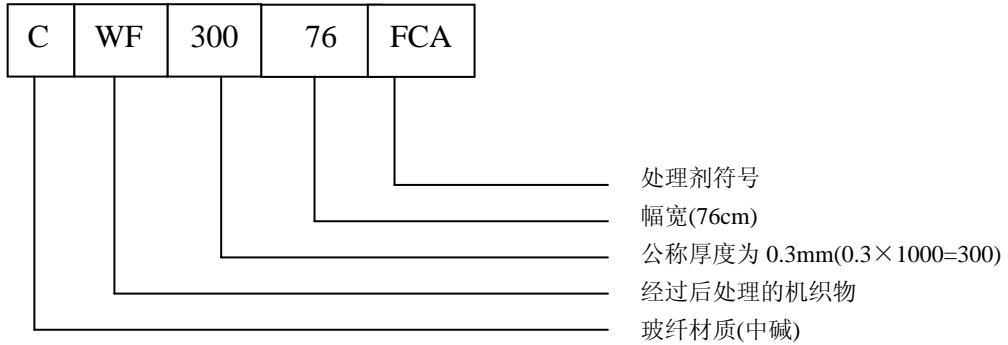 C WF 300 76 FCA
处理剂符号
幅宽(76cm)
公称厚度为 0.3mm(0.3×1000=300)
经过后处理的机织物
玻纤材质(中碱)